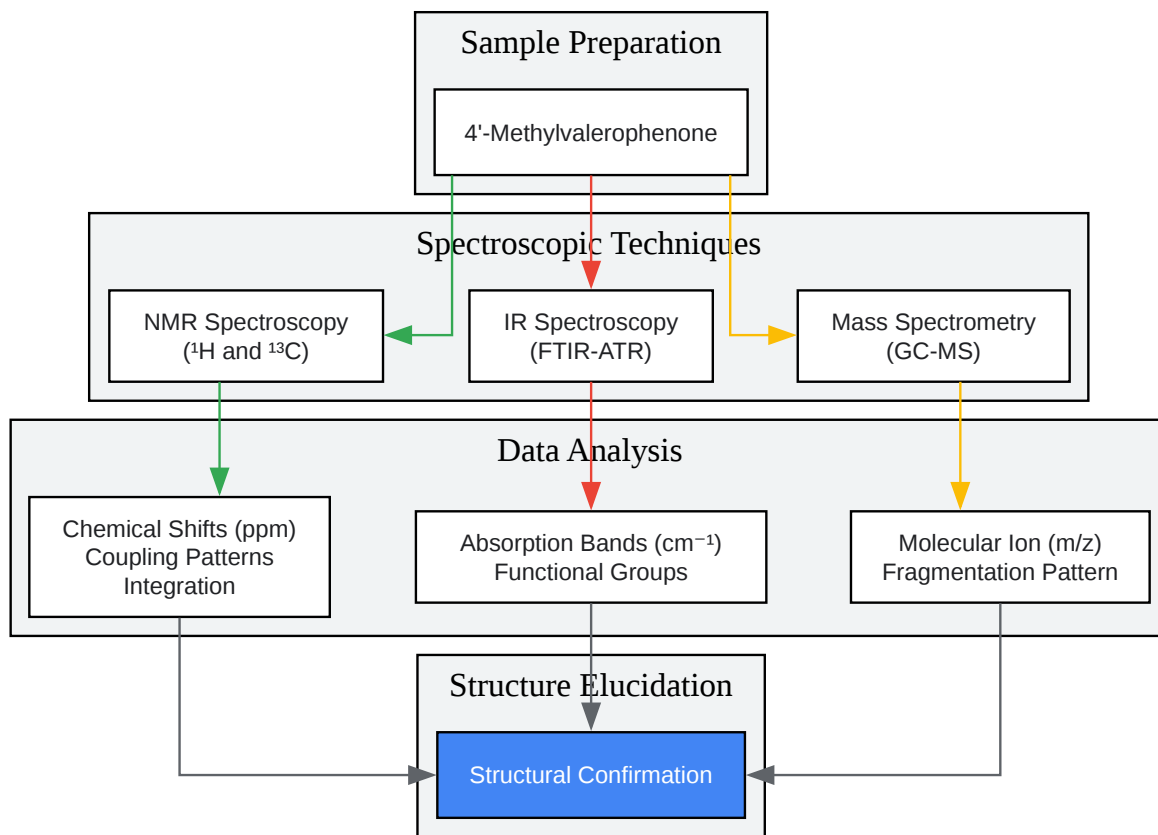 Sample Preparation
4'-Methylvalerophenone
Spectroscopic Techniques
NMR Spectroscopy
(¹H and ¹³C)
IR Spectroscopy
(FTIR-ATR)
Mass Spectrometry
(GC-MS)
Data Analysis
Chemical Shifts (ppm)
Coupling Patterns
Integration
Absorption Bands (cm⁻¹)
Functional Groups
Molecular Ion (m/z)
Fragmentation Pattern
Structure Elucidation
Structural Confirmation